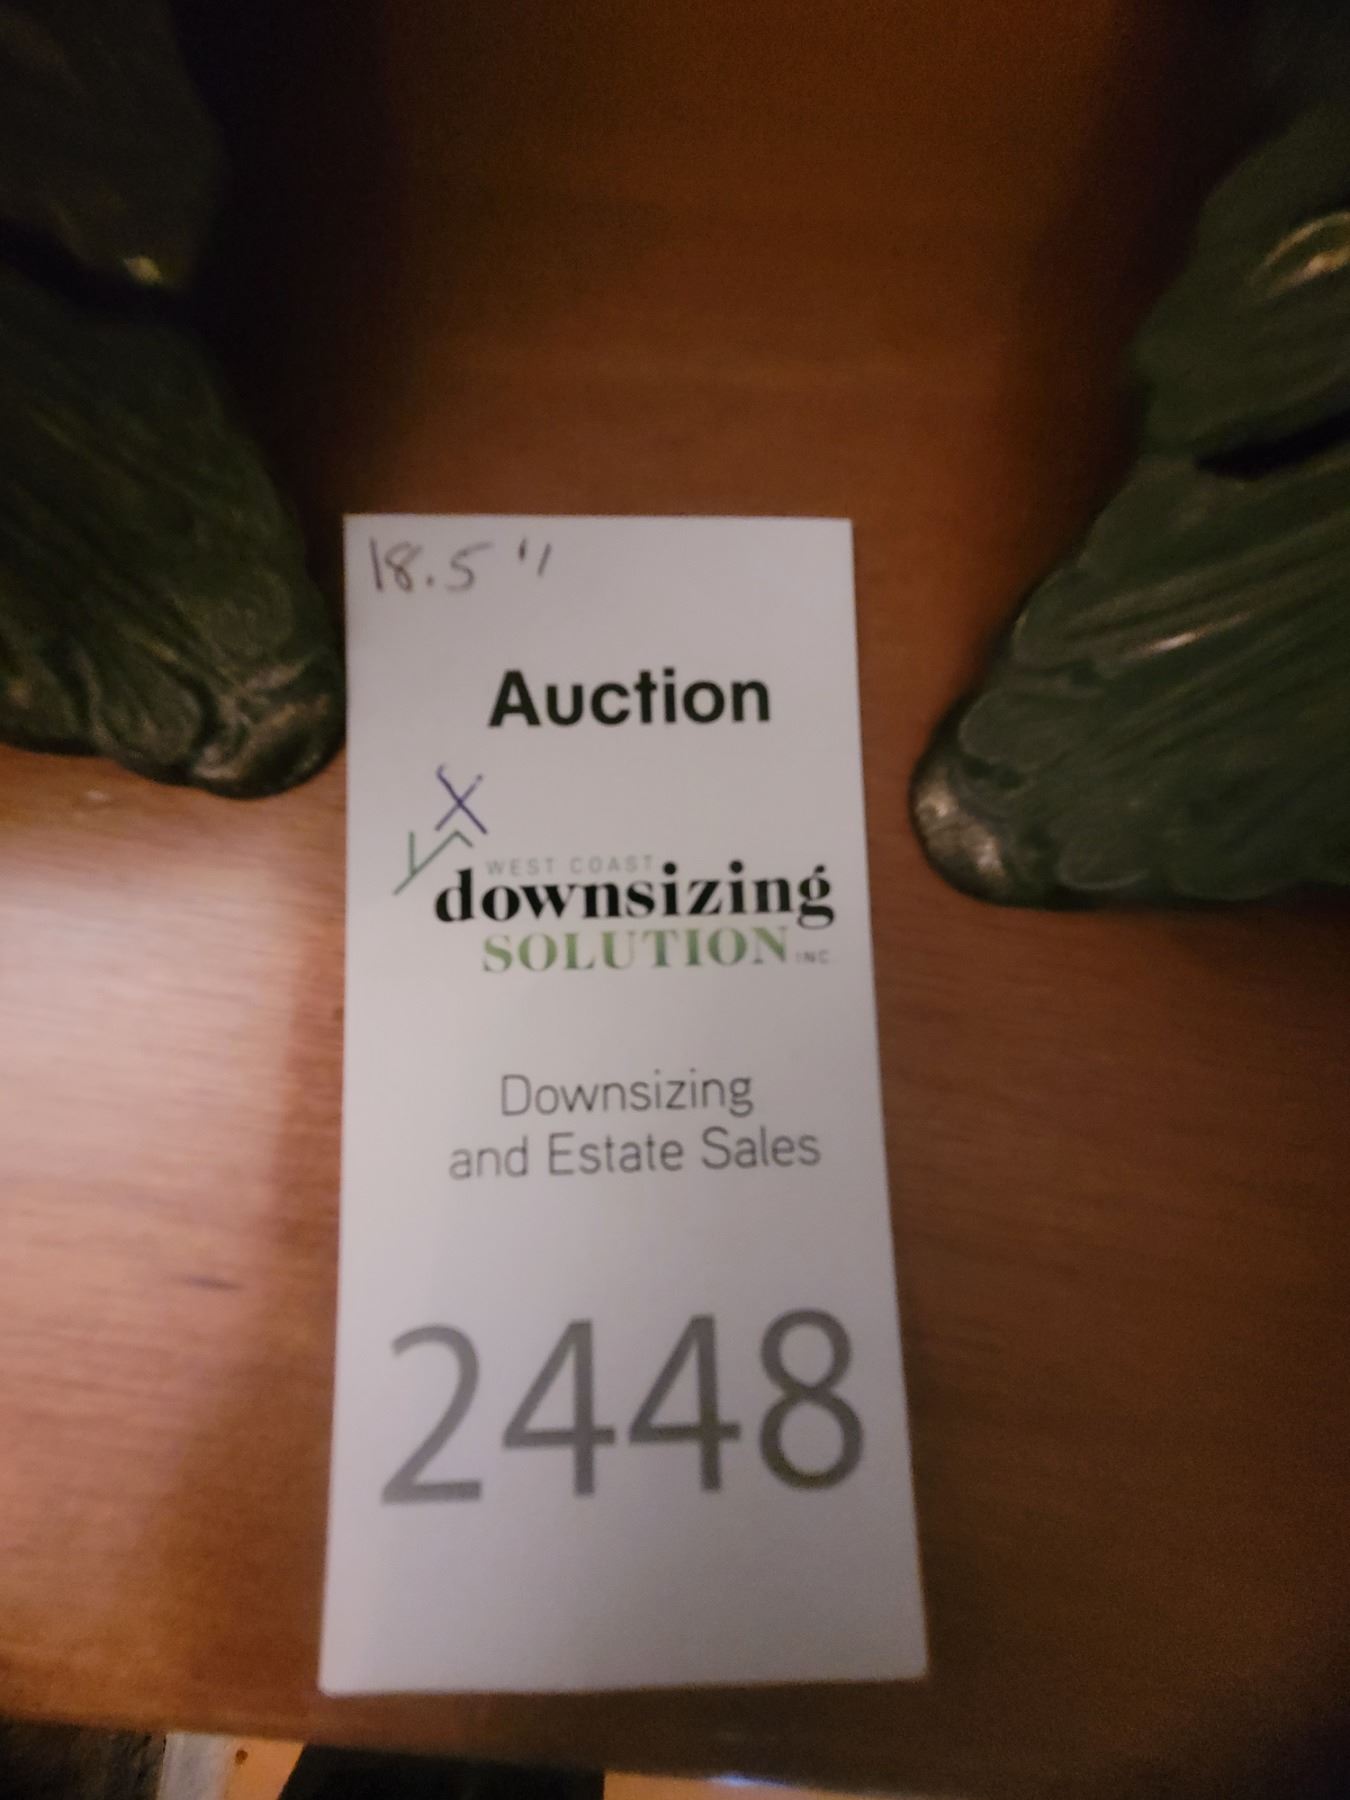 18.5"
Auction
X
WEST COAST
downsizing
SOLUTION INC.
Downsizing
and Estate Sales
2448